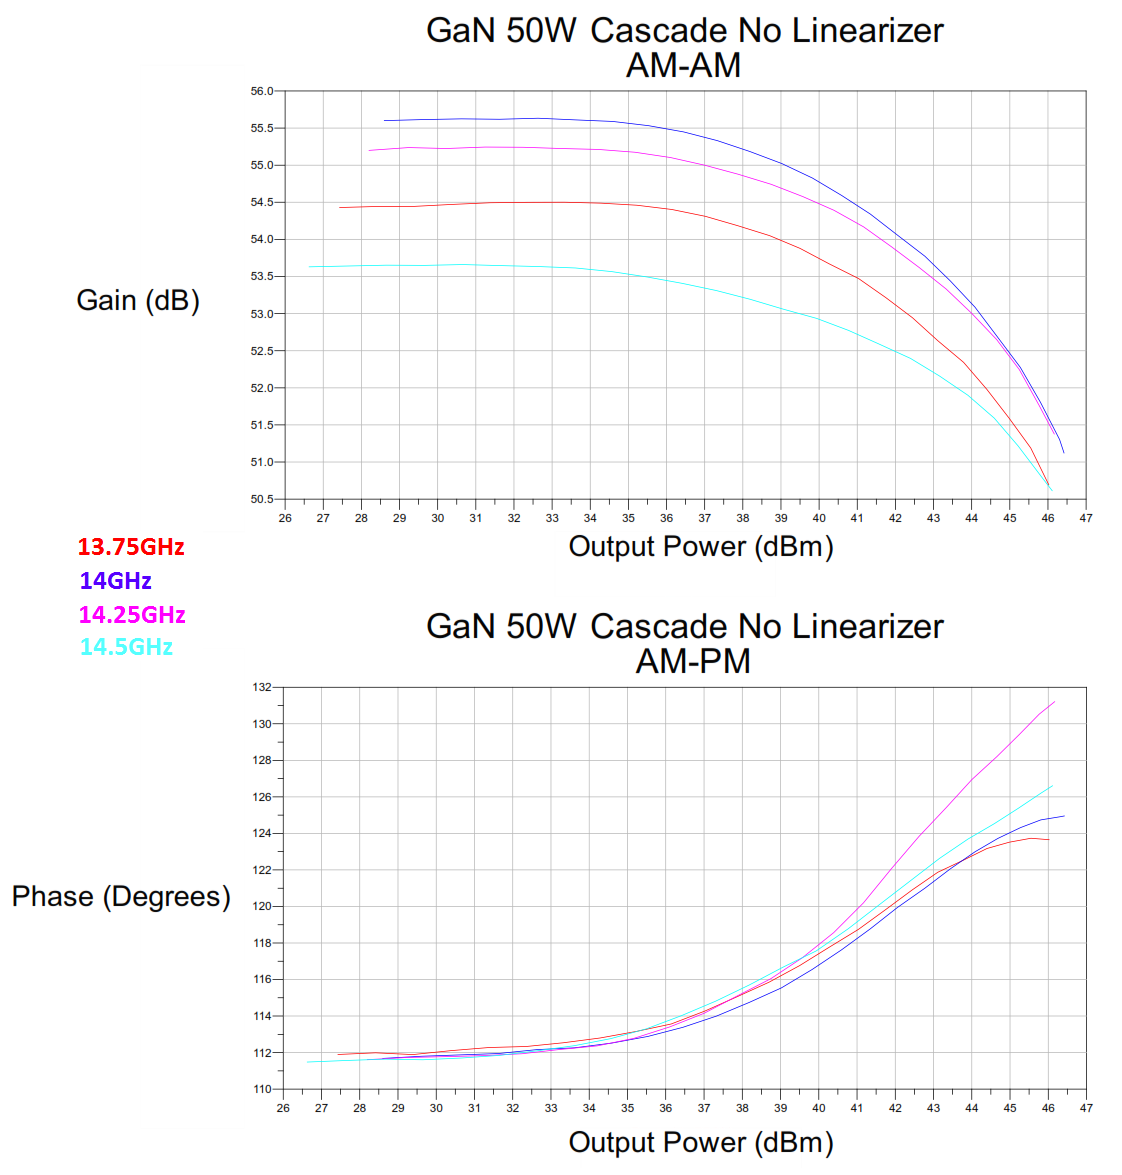 GaN 50W Cascade No Linearizer
AM-AM
56.0
55.5
55.0
54.5
54.0
53.5
53.0
52.5
52.0
51.5
51.0
50.5
Gain (dB)
26 27 28 29 30 31 32 33 34 35 36 37 38 39 40 41 42 43 44 45 46 47
Output Power (dBm)
13.75GHz
14GHz
14.25GHz
14.5GHz
GaN 50W Cascade No Linearizer
AM-PM
132
130
128
126
124
122
120
118
116
114
112
110
Phase (Degrees)
26 27 28 29 30 31 32 33 34 35 36 37 38 39 40 41 42 43 44 45 46 47
Output Power (dBm)